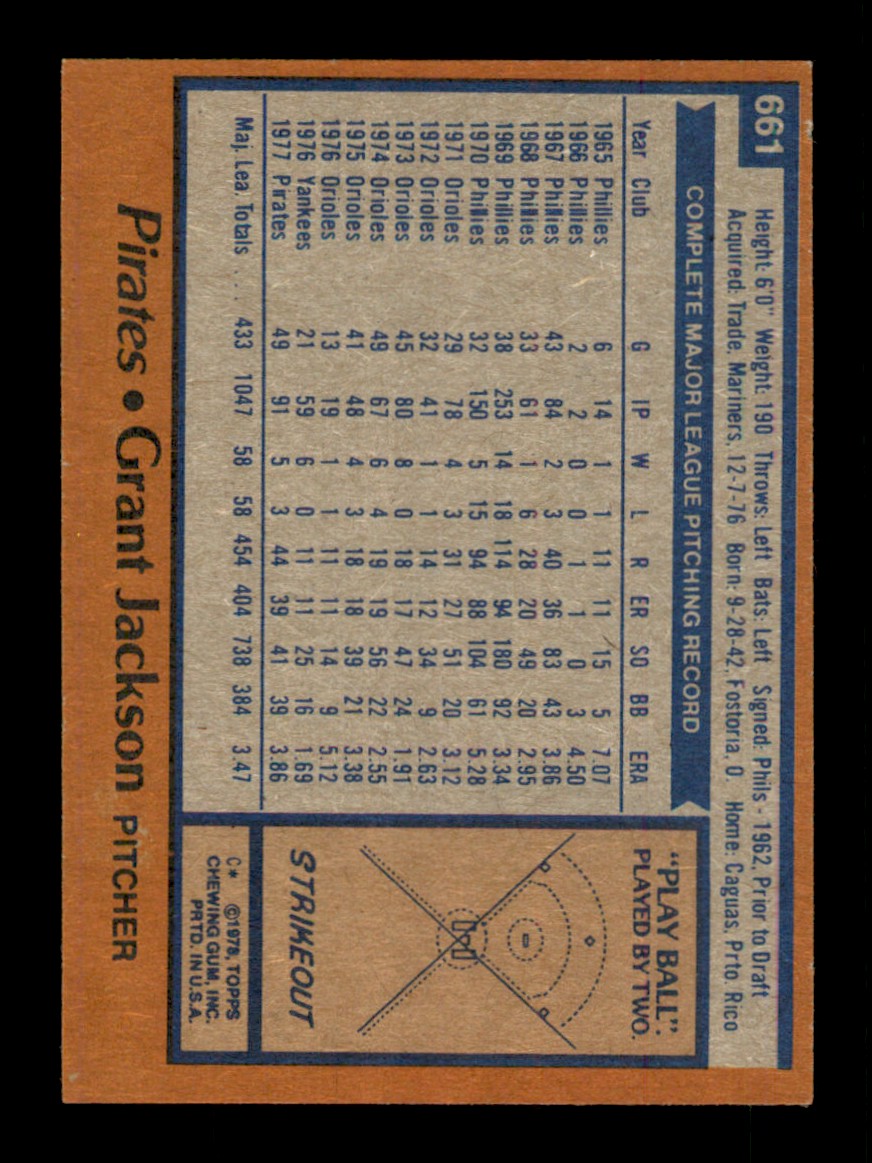 661
Height: 6'0" Weight: 190 Throws: Left Bats: Left Signed: Phils - 1962, Prior to Draft
Acquired: Trade, Mariners, 12-7-76 Born: 9-28-42, Fostoria, O. Home: Caguas, Prto. Rico
COMPLETE MAJOR LEAGUE PITCHING RECORD
Year Club G IP W L R ER SO BB ERA
1965 Phillies 6 14 1 1 11 11 15 5 7.07
1966 Phillies 2 2 0 0 1 1 0 3 4.50
1967 Phillies 43 84 2 3 40 36 83 43 3.86
1968 Phillies 33 61 1 6 28 20 49 20 2.95
1969 Phillies 38 253 14 18 114 94 180 92 3.34
1970 Phillies 32 150 5 15 94 88 104 61 5.28
1971 Orioles 29 78 4 3 31 27 51 20 3.12
1972 Orioles 32 41 1 1 14 12 34 9 2.63
1973 Orioles 45 80 8 0 18 17 47 24 1.91
1974 Orioles 49 67 6 4 19 19 56 22 2.55
1975 Orioles 41 48 4 3 18 18 39 21 3.38
1976 Orioles 13 19 1 1 11 11 14 9 5.12
1976 Yankees 21 59 6 0 11 11 25 16 1.69
1977 Pirates 49 91 5 3 44 39 41 39 3.86
Maj. Lea. Totals . . . 433 1047 58 58 454 404 738 384 3.47
"PLAY BALL":
PLAYED BY TWO.
STRIKEOUT
C* ©1978, TOPPS
CHEWING GUM, INC.
PRTD. IN U.S.A.
Pirates • Grant Jackson PITCHER